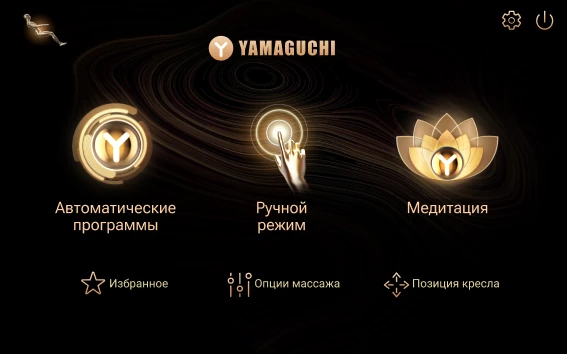 YAMAGUCHI
Автоматические
программы
Ручной
режим
Медитация
Избранное
Опции массажа
Позиция кресла